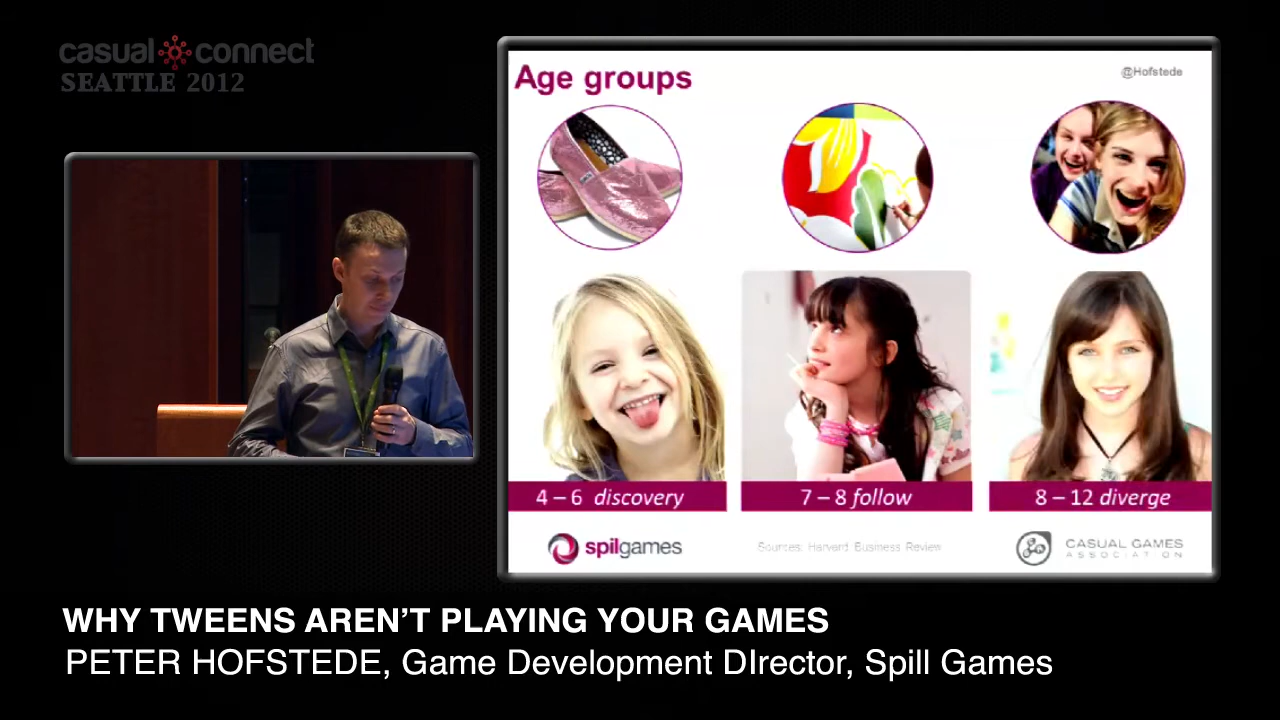 casual connect
SEATTLE 2012
Age groups
@Hofstede
4 – 6 discovery
7 – 8 follow
8 – 12 diverge
spilgames
Sources: Harvard Business Review
CASUAL GAMES
ASSOCIATION
WHY TWEENS AREN’T PLAYING YOUR GAMES
PETER HOFSTEDE, Game Development DIrector, Spill Games